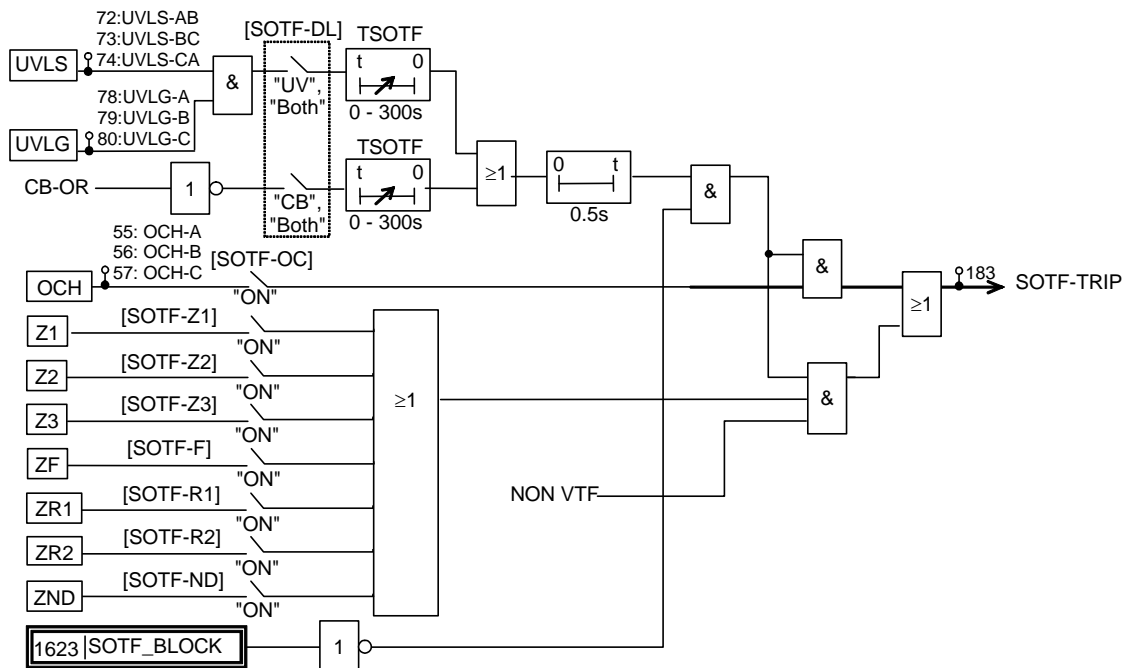 72:UVLS-AB
73:UVLS-BC
74:UVLS-CA
[SOTF-DL]
TSOTF
UVLS
&
t 0
"UV",
"Both"
0 - 300s
78:UVLG-A
79:UVLG-B
80:UVLG-C
UVLG
TSOTF
CB-OR
1
t 0
"CB",
"Both"
0 - 300s
≥1
0 t
0.5s
&
55: OCH-A
56: OCH-B
57: OCH-C
[SOTF-OC]
OCH
"ON"
&
≥1
183
SOTF-TRIP
Z1
[SOTF-Z1]
"ON"
Z2
[SOTF-Z2]
"ON"
Z3
[SOTF-Z3]
"ON"
≥1
&
ZF
[SOTF-F]
"ON"
ZR1
[SOTF-R1]
"ON"
NON VTF
ZR2
[SOTF-R2]
"ON"
ZND
[SOTF-ND]
"ON"
1623 SOTF_BLOCK
1